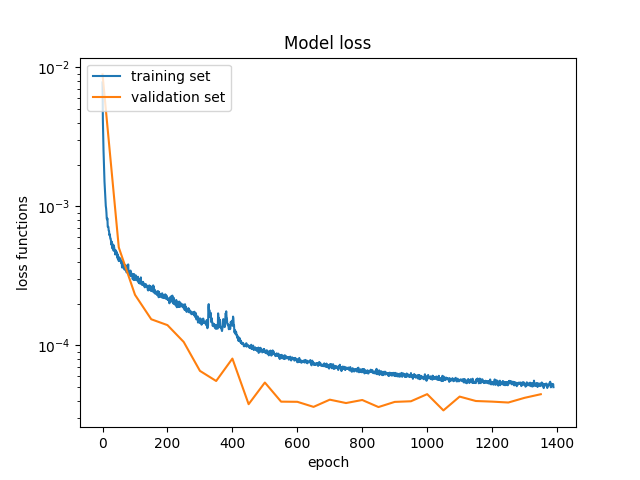 Model loss
training set
validation set
10⁻²
10⁻³
10⁻⁴
loss functions
0 200 400 600 800 1000 1200 1400
epoch